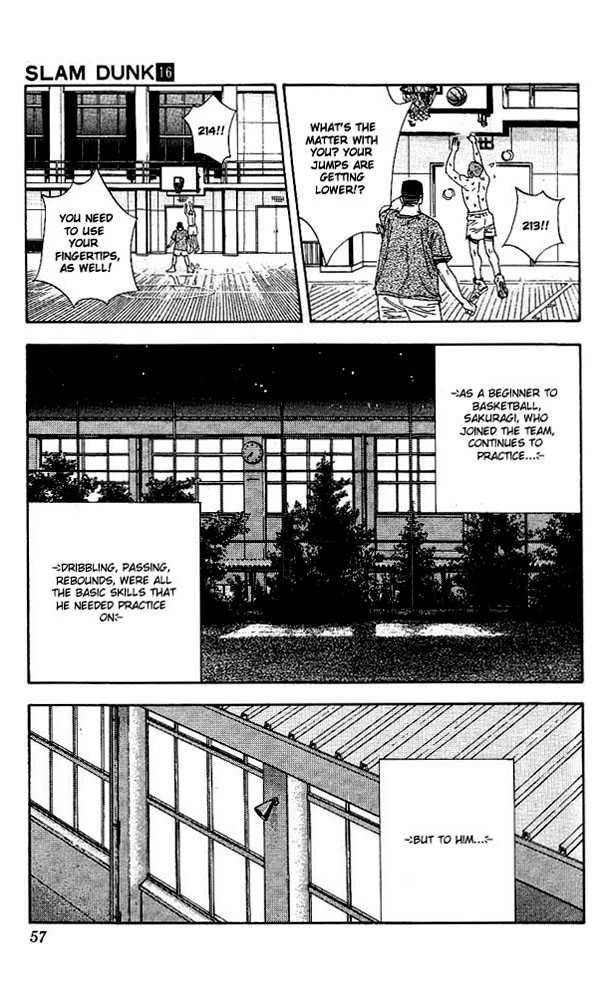 SLAM DUNK 16
WHAT'S THE
MATTER WITH
YOU? YOUR
JUMPS ARE
GETTING
LOWER!?
213!!
214!!
YOU NEED
TO USE
YOUR
FINGERTIPS,
AS WELL!
-:-AS A BEGINNER TO
BASKETBALL,
SAKURAGI, WHO
JOINED THE TEAM,
CONTINUES TO
PRACTICE...-:-
-:-DRIBBLING, PASSING,
REBOUNDS, WERE ALL
THE BASIC SKILLS THAT
HE NEEDED PRACTICE
ON-:-
-:-BUT TO HIM...-:-
57